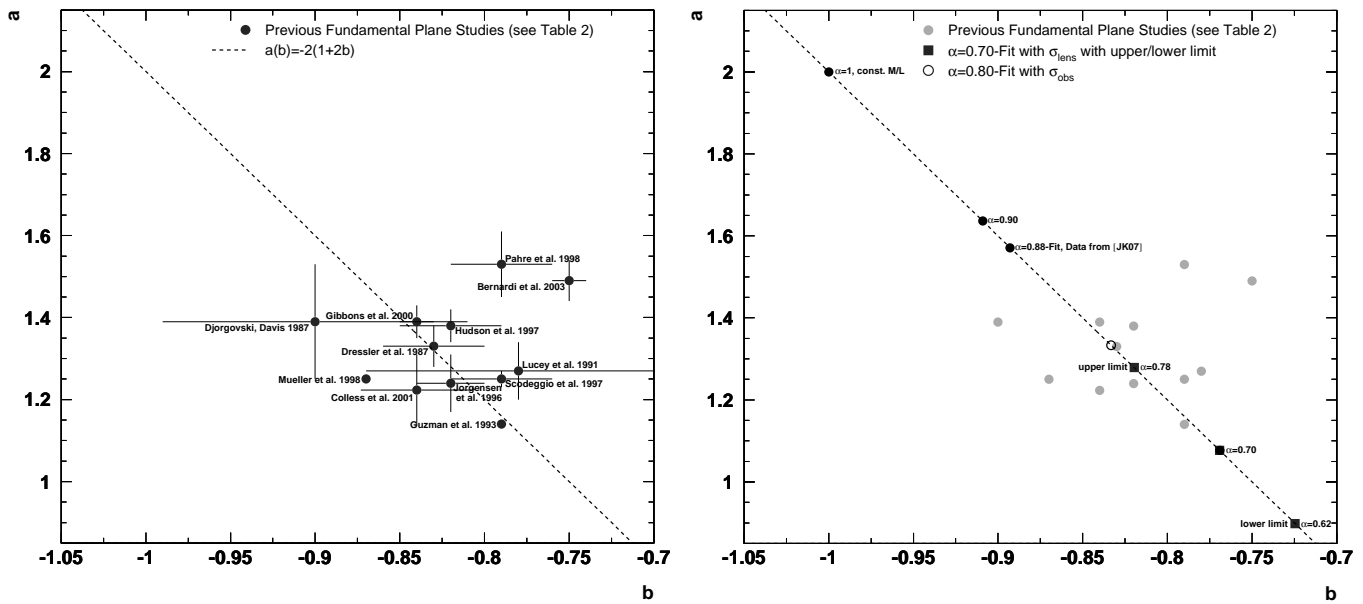 a
Previous Fundamental Plane Studies (see Table 2)
a(b)=-2(1+2b)
2
1.8
1.6
1.4
1.2
1
Pahre et al. 1998
Bernardi et al. 2003
Gibbons et al. 2000
Djorgovski, Davis 1987
Hudson et al. 1997
Dressler et al. 1987
Lucey et al. 1991
Mueller et al. 1998
Scodeggio et al. 1997
Jorgensen
et al. 1996
Colless et al. 2001
Guzman et al. 1993
-1.05 -1 -0.95 -0.9 -0.85 -0.8 -0.75 -0.7
b
a
Previous Fundamental Plane Studies (see Table 2)
α=0.70-Fit with σlens with upper/lower limit
α=0.80-Fit with σobs
2
1.8
1.6
1.4
1.2
1
α=1, const. M/L
α=0.90
α=0.88-Fit, Data from [JK07]
upper limit α=0.78
α=0.70
lower limit α=0.62
-1.05 -1 -0.95 -0.9 -0.85 -0.8 -0.75 -0.7
b